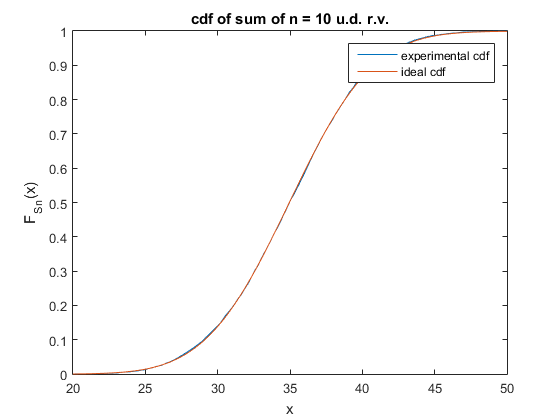 cdf of sum of n = 10 u.d. r.v.
1
0.9
0.8
0.7
0.6
0.5
0.4
0.3
0.2
0.1
0
F_Sn(x)
experimental cdf
ideal cdf
20 25 30 35 40 45 50
x